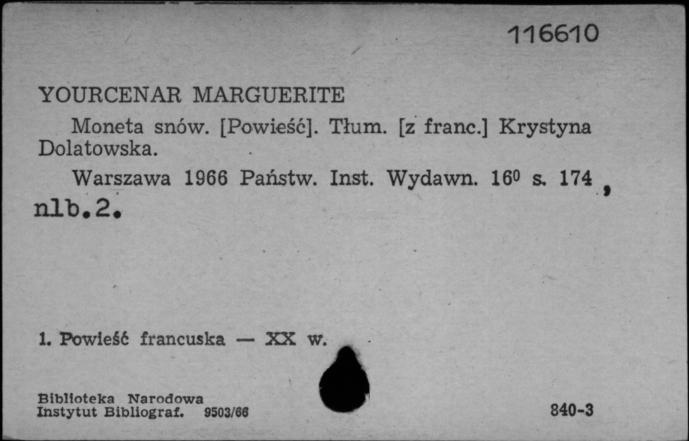 116610
YOURCENAR MARGUERITE
Moneta snów. [Powieść]. Tłum. [z franc.] Krystyna
Dolatowska.
Warszawa 1966 Państw. Inst. Wydawn. 16⁰ s. 174 ,
nlb.2.
1. Powieść francuska — XX w.
Biblioteka Narodowa
Instytut Bibliograf. 9503/66
840-3